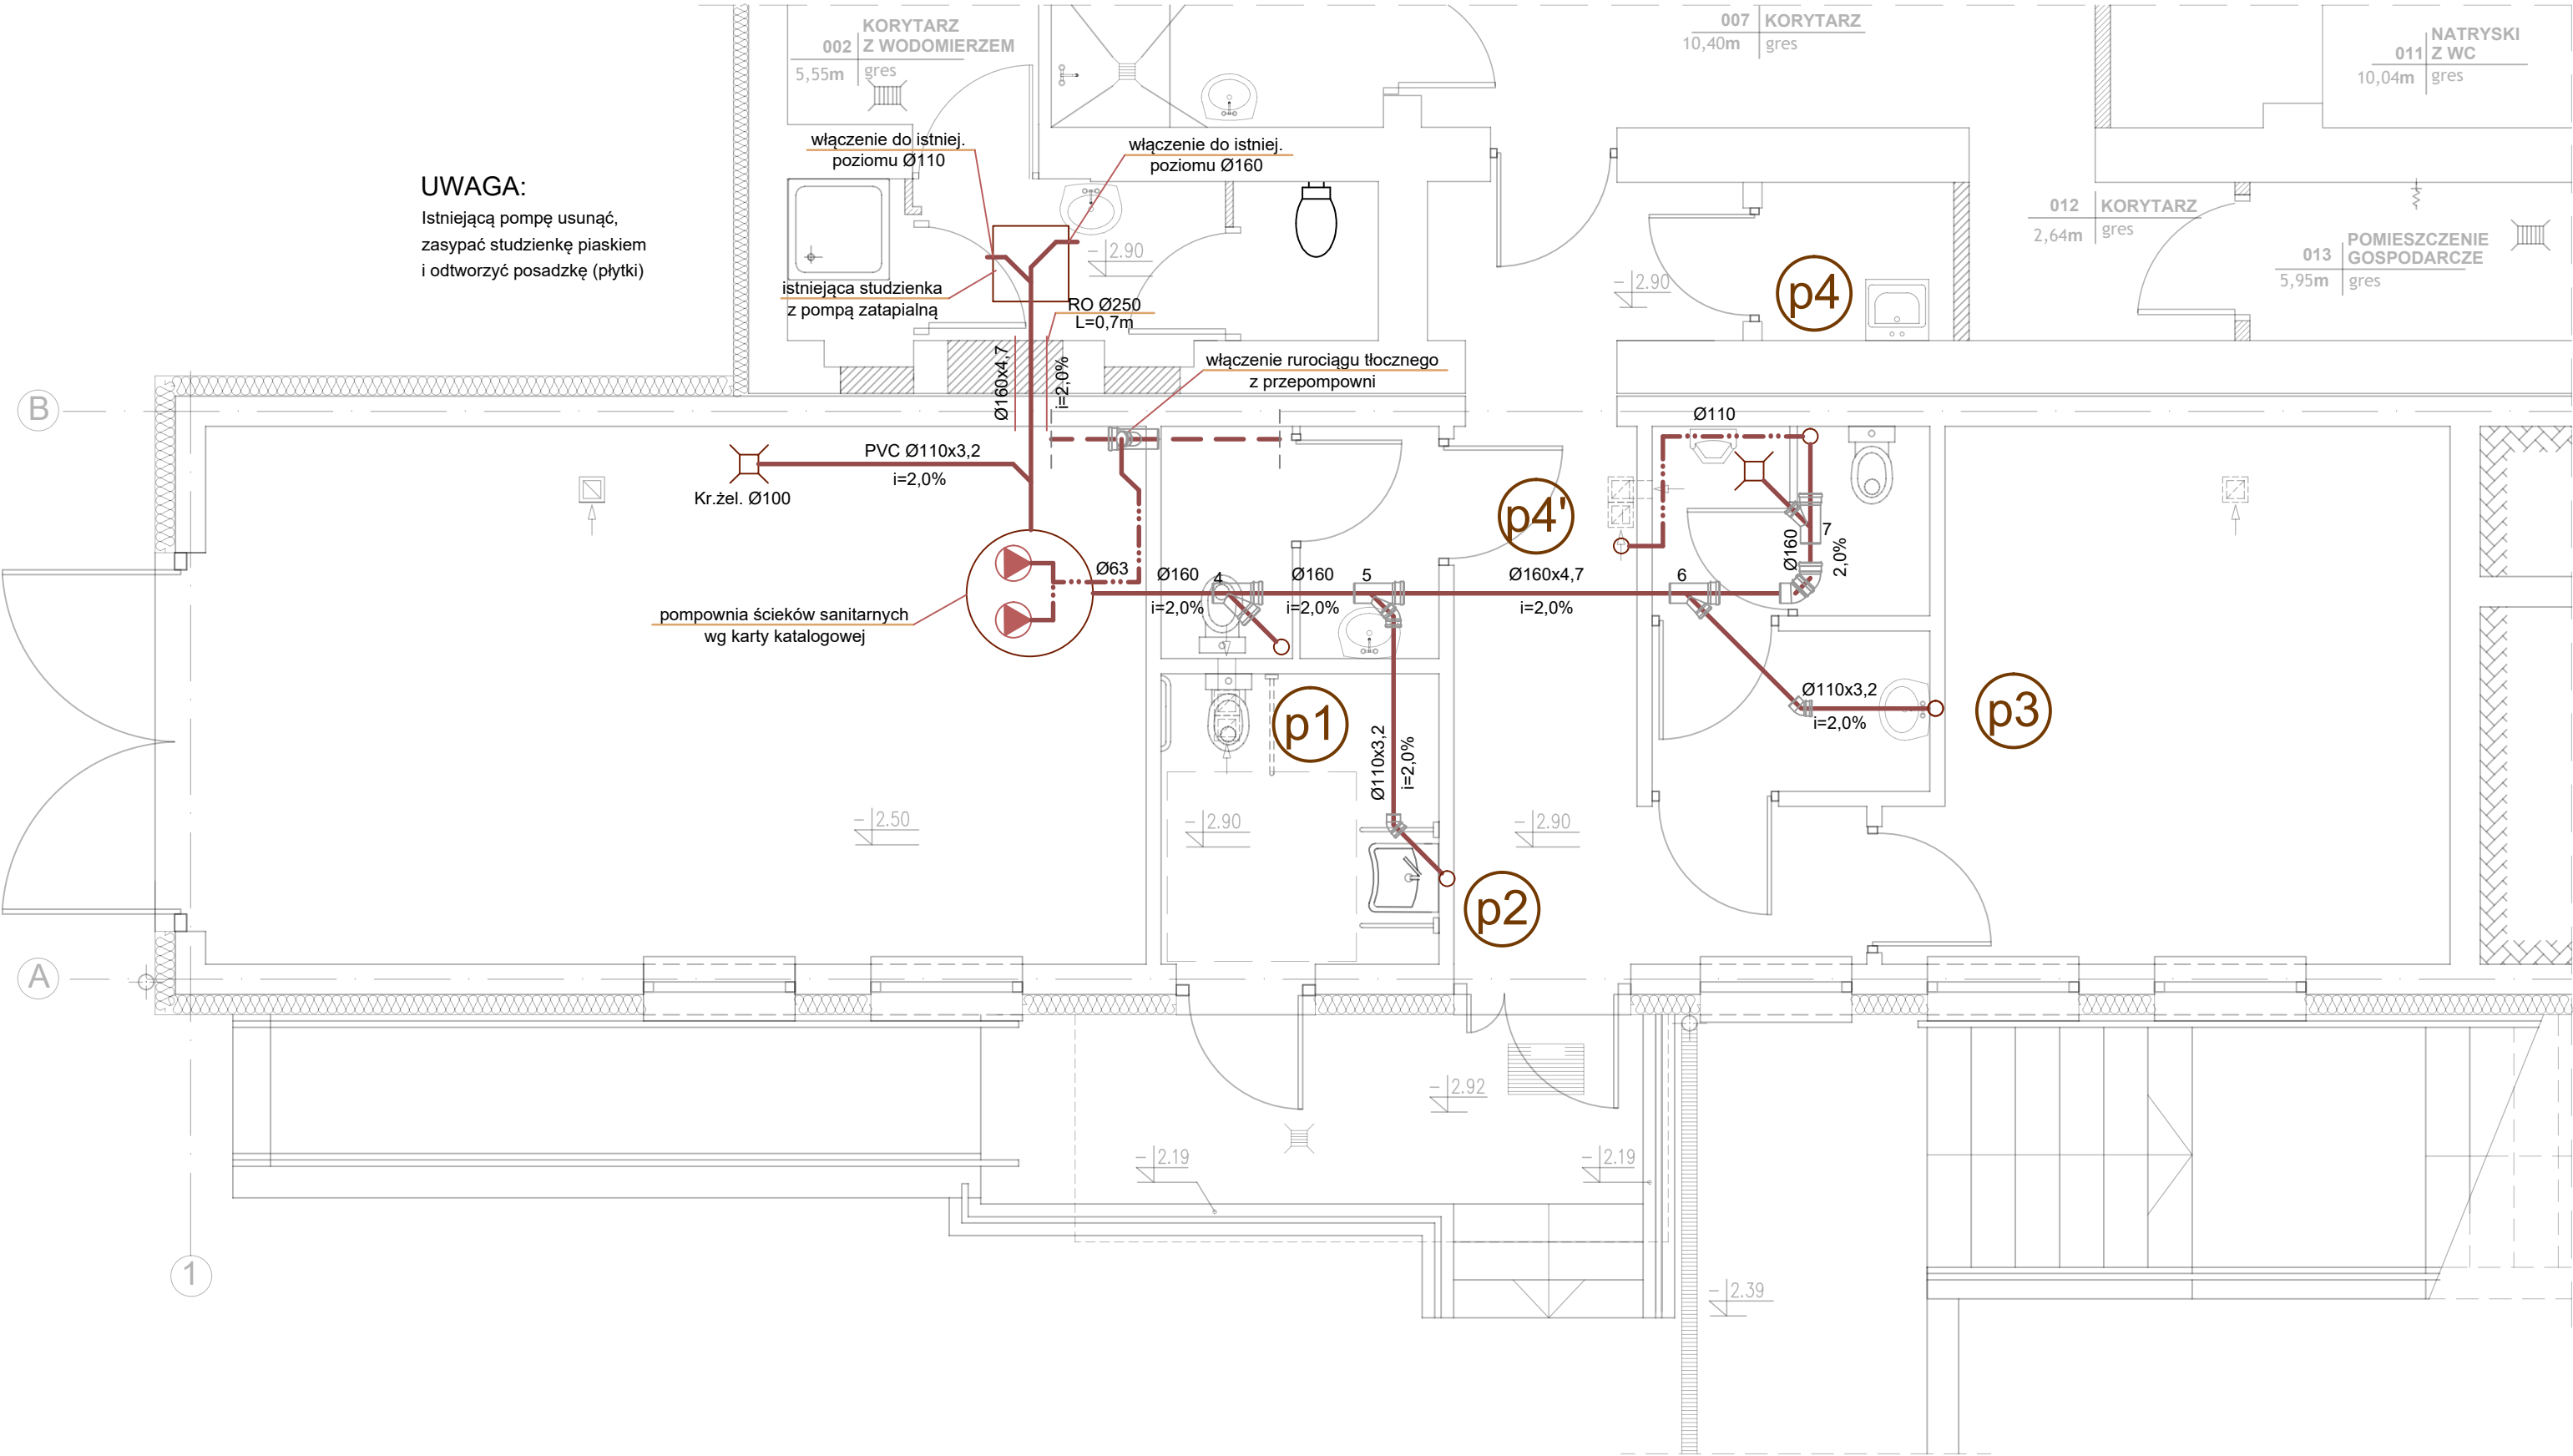 KORYTARZ
002 Z WODOMIERZEM
5,55m gres
007 KORYTARZ
10,40m gres
NATRYSKI
011 Z WC
10,04m gres
włączenie do istniej.
poziomu Ø110
włączenie do istniej.
poziomu Ø160
UWAGA:
Istniejącą pompę usunąć,
zasypać studzienkę piaskiem
i odtworzyć posadzkę (płytki)
012 KORYTARZ
2,64m gres
POMIESZCZENIE
013 GOSPODARCZE
5,95m gres
- 2.90
- 2.90
p4
istniejąca studzienka
z pompą zatapialną
RO Ø250
L=0,7m
Ø160x4,7
i=2,0%
włączenie rurociągu tłocznego
z przepompowni
B
Ø110
PVC Ø110x3,2
i=2,0%
Kr.żel. Ø100
p4'
7
Ø160
2,0%
Ø63
Ø160
i=2,0%
4
Ø160
i=2,0%
5
Ø160x4,7
i=2,0%
6
pompownia ścieków sanitarnych
wg karty katalogowej
Ø110x3,2
i=2,0%
p3
p1
Ø110x3,2
i=2,0%
- 2.50
- 2.90
- 2.90
p2
A
- 2.92
- 2.19
- 2.19
1
- 2.39